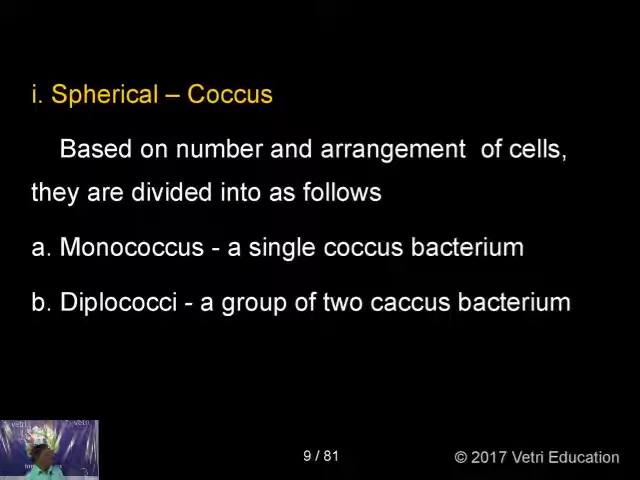 i. Spherical – Coccus
Based on number and arrangement of cells,
they are divided into as follows
a. Monococcus - a single coccus bacterium
b. Diplococci - a group of two caccus bacterium
9 / 81
© 2017 Vetri Education